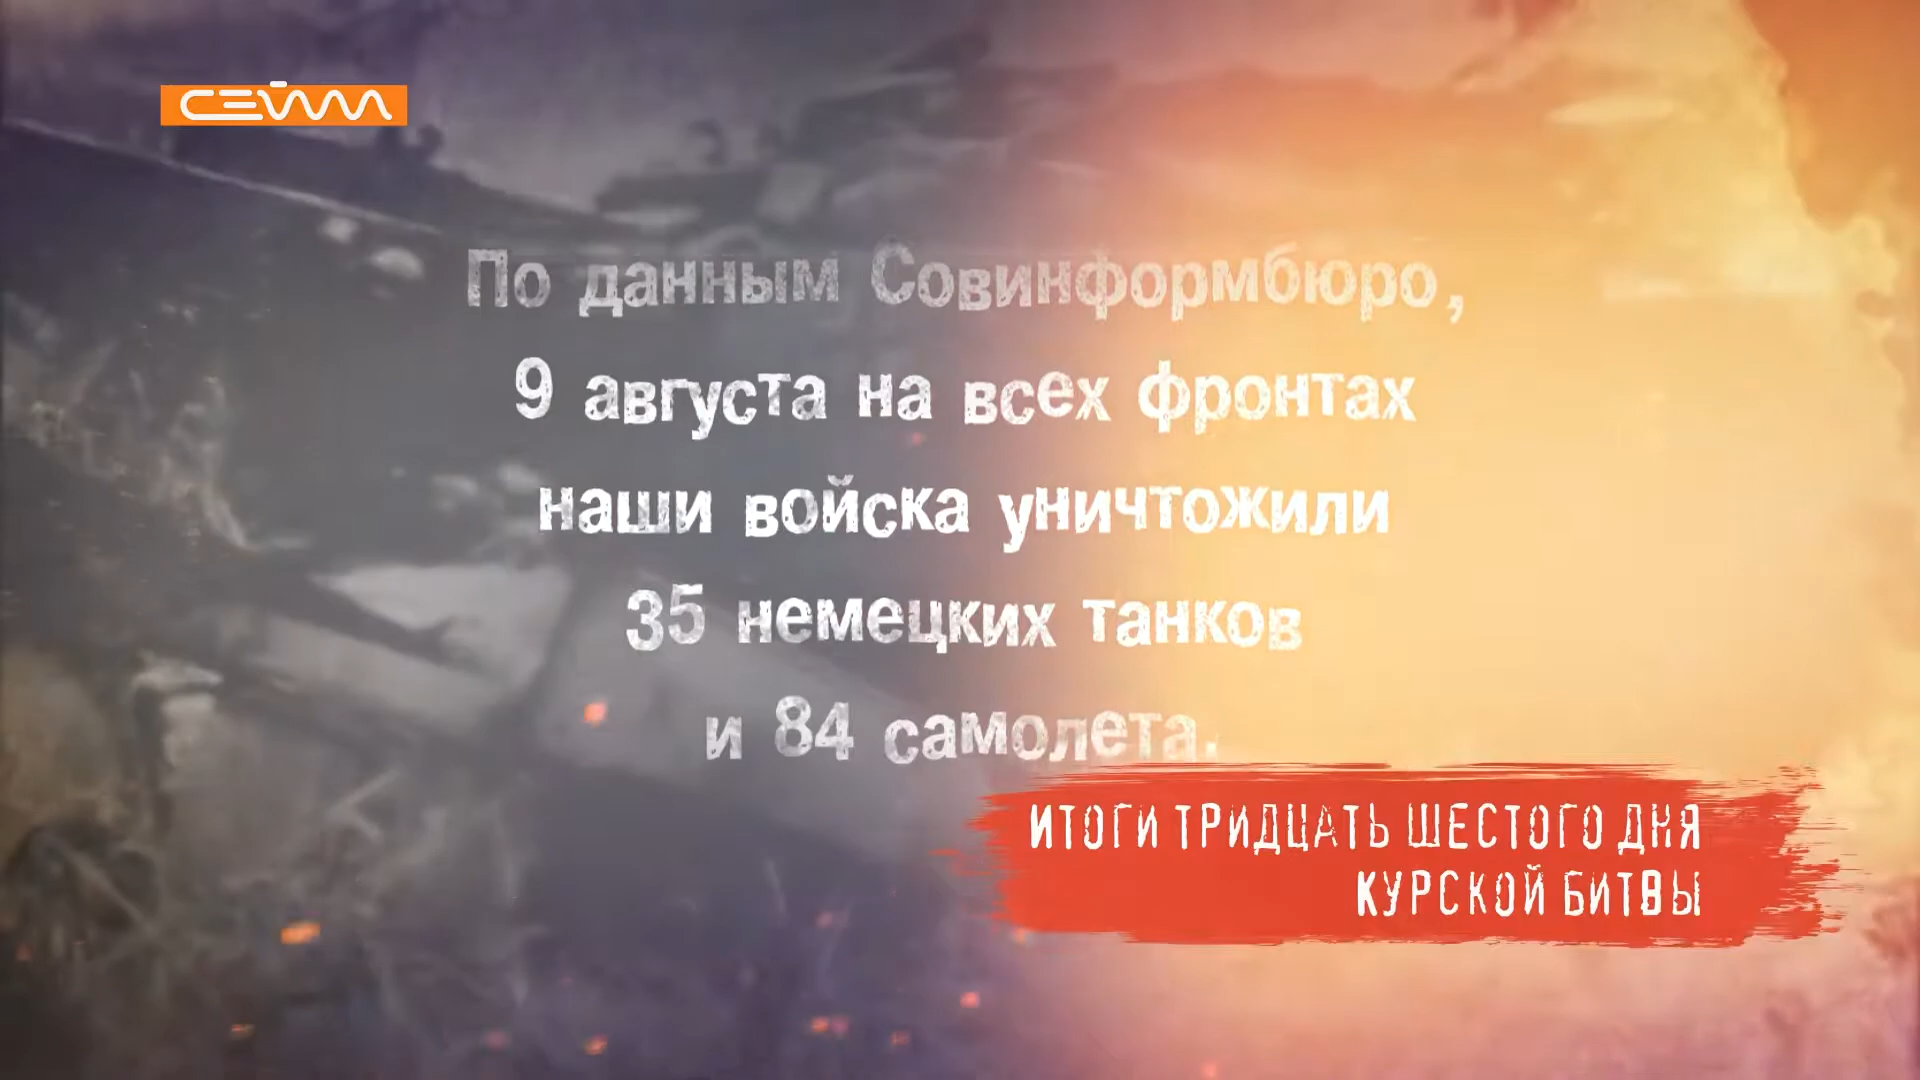 СЕЙМ
По данным Совинформбюро,
9 августа на всех фронтах
наши войска уничтожили
35 немецких танков
и 84 самолета.
ИТОГИ ТРИДЦАТЬ ШЕСТОГО ДНЯ
КУРСКОЙ БИТВЫ